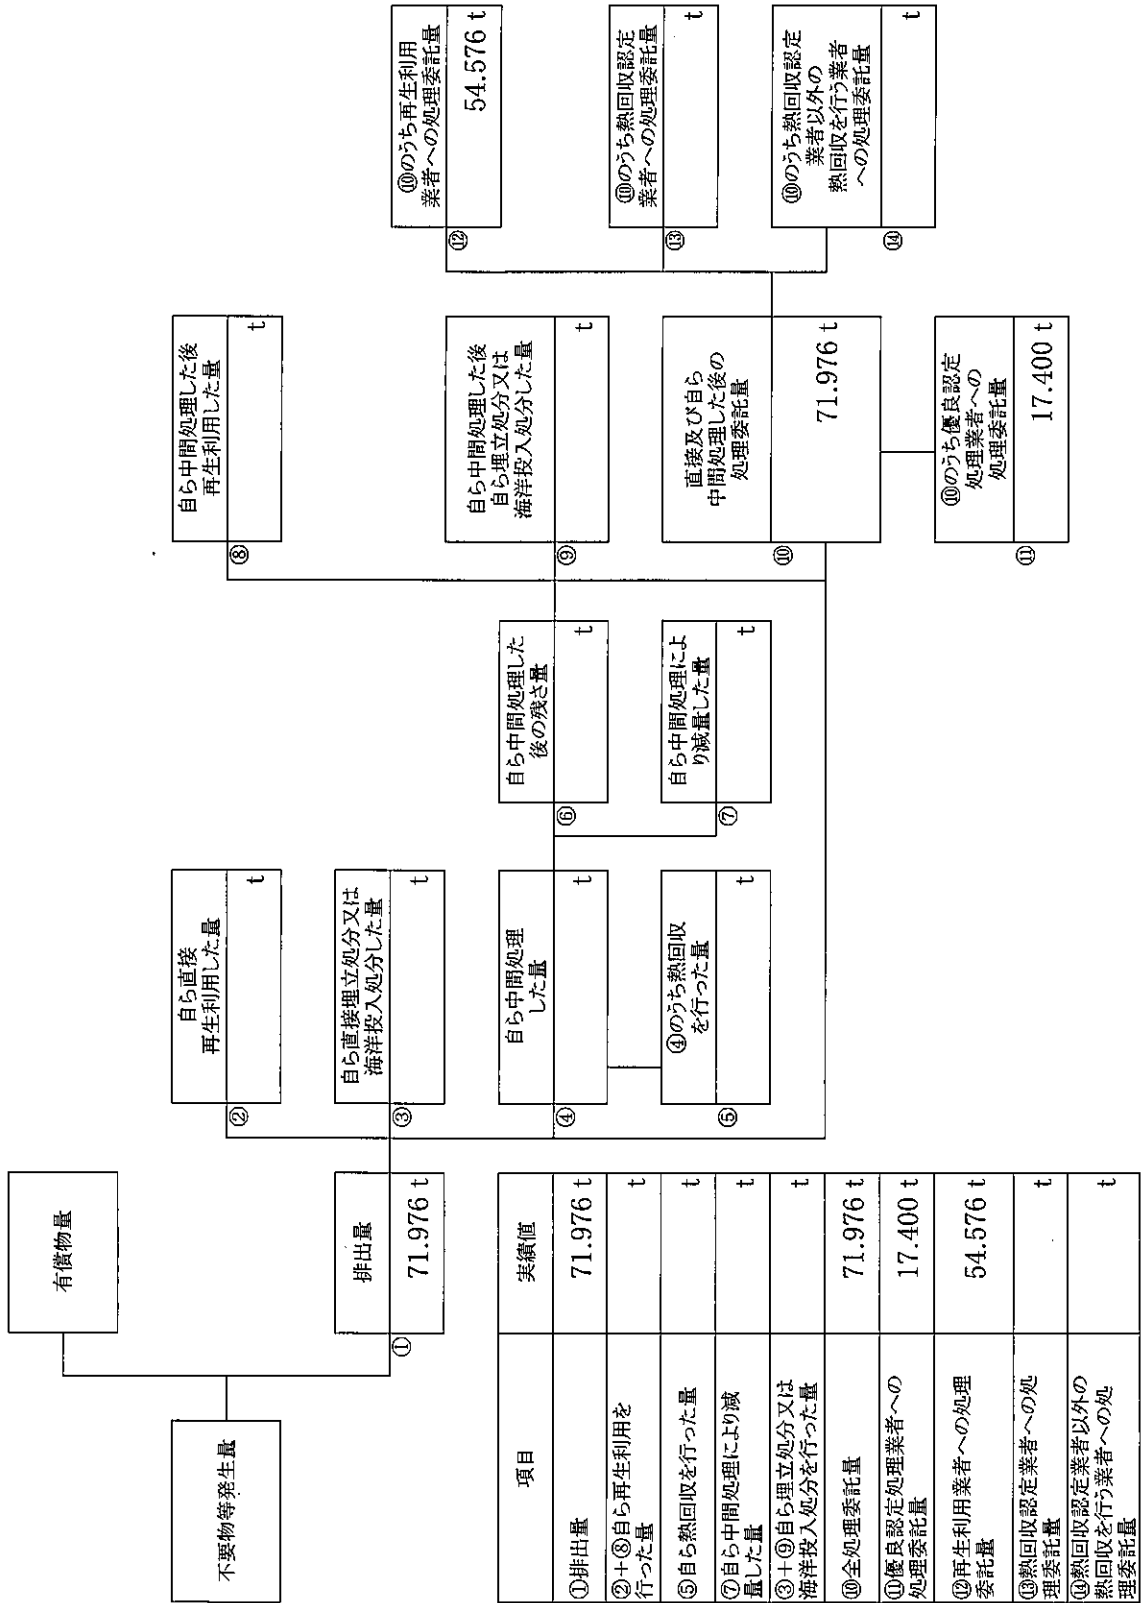 不要物等発生量
有償物量
①
排出量
71.976 t
②
自ら直接
再生利用した量
t
③
自ら直接埋立処分又は
海洋投入処分した量
t
④
自ら中間処理
した量
t
⑤
④のうち熱回収
を行った量
t
⑥
自ら中間処理した
後の残さ量
t
⑦
自ら中間処理によ
り減量した量
t
⑧
自ら中間処理した後
再生利用した量
t
⑨
自ら中間処理した後
自ら埋立処分又は
海洋投入処分した量
t
⑩
直接及び自ら
中間処理した後の
処理委託量
71.976 t
⑪
⑩のうち優良認定
処理業者への
処理委託量
17.400 t
⑫
⑩のうち再生利用
業者への処理委託量
54.576 t
⑬
⑩のうち熱回収認定
業者への処理委託量
t
⑭
⑩のうち熱回収認定
業者以外の
熱回収を行う業者
への処理委託量
t
項目 実績値
①排出量 71.976 t
②+⑧自ら再生利用を
行った量 t
⑤自ら熱回収を行った量 t
⑦自ら中間処理により減
量した量 t
③+⑨自ら埋立処分又は
海洋投入処分を行った量 t
⑩全処理委託量 71.976 t
⑪優良認定処理業者への
処理委託量 17.400 t
⑫再生利用業者への処理
委託量 54.576 t
⑬熱回収認定業者への処
理委託量 t
⑭熱回収認定業者以外の
熱回収を行う業者への処
理委託量 t